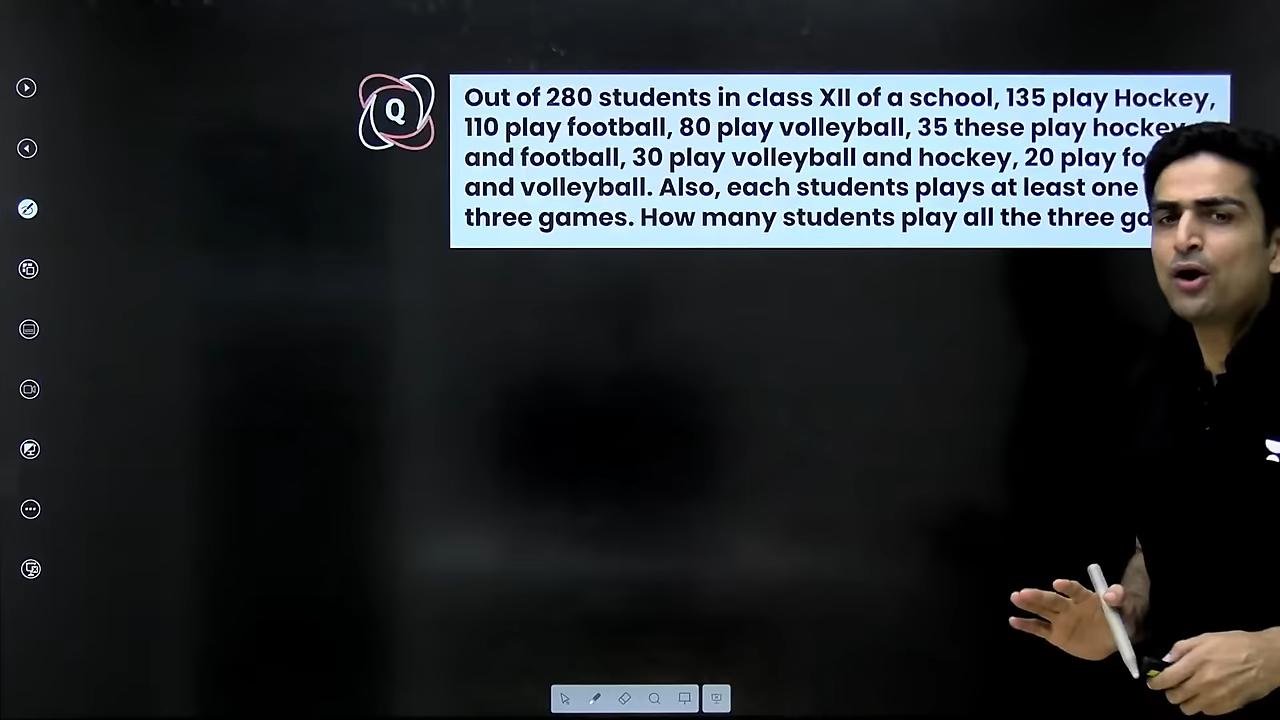 Q
Out of 280 students in class XII of a school, 135 play Hockey,
110 play football, 80 play volleyball, 35 these play hockey
and football, 30 play volleyball and hockey, 20 play
and volleyball. Also, each students plays at least one
three games. How many students play all the three